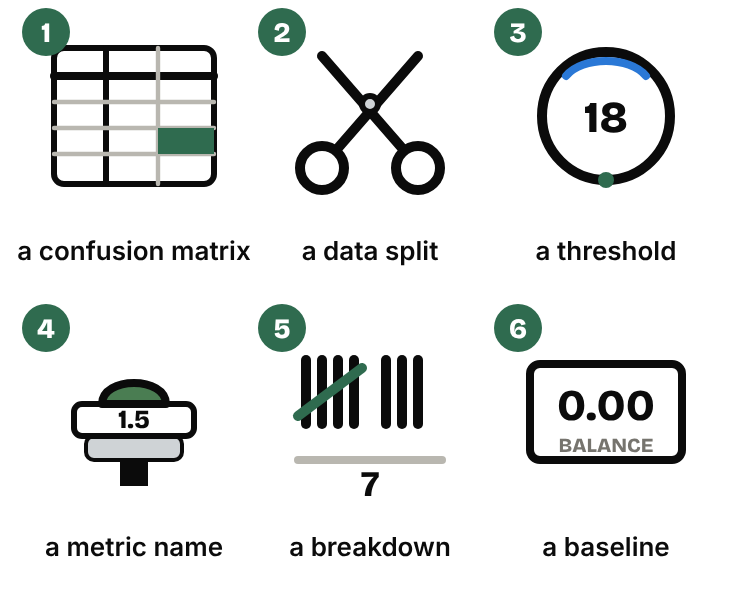 1
2
3
18
a confusion matrix
a data split
a threshold
4
5
6
1.5
0.00
BALANCE
7
a metric name
a breakdown
a baseline